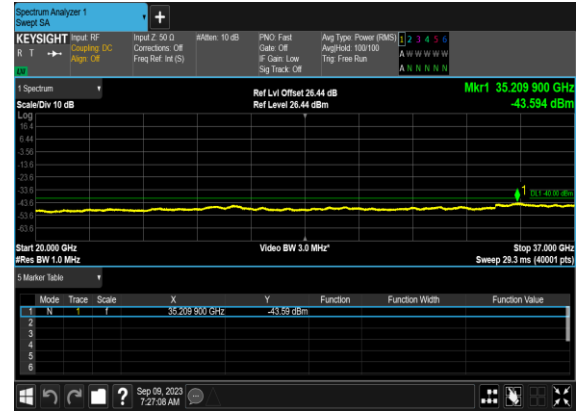 Spectrum Analyzer 1
Swept SA
KEYSIGHT Input: RF Input Z: 50 Ω #Atten: 10 dB PNO: Fast Avg Type: Power (RMS) 1 2 3 4 5 6
R T Coupling: DC Corrections: Off Gate: Off Avg|Hold: 100/100 A W W W W W
Align: Off Freq Ref: Int (S) IF Gain: Low Trig: Free Run
LU Sig Track: Off A N N N N N
1 Spectrum Ref Lvl Offset 26.44 dB Mkr1 35.209 900 GHz
Scale/Div 10 dB Ref Level 26.44 dBm -43.594 dBm
Log
16.4
6.44
-3.56
-13.6
-23.6
-33.6
1 DL1 -40.00 dBm
-43.6
-53.6
-63.6
Start 20.000 GHz Video BW 3.0 MHz* Stop 37.000 GHz
#Res BW 1.0 MHz Sweep 29.3 ms (40001 pts)
5 Marker Table
Mode Trace Scale X Y Function Function Width Function Value
1 N 1 f 35.209 900 GHz -43.59 dBm
2
3
4
5
6
? Sep 09, 2023
7:27:08 AM